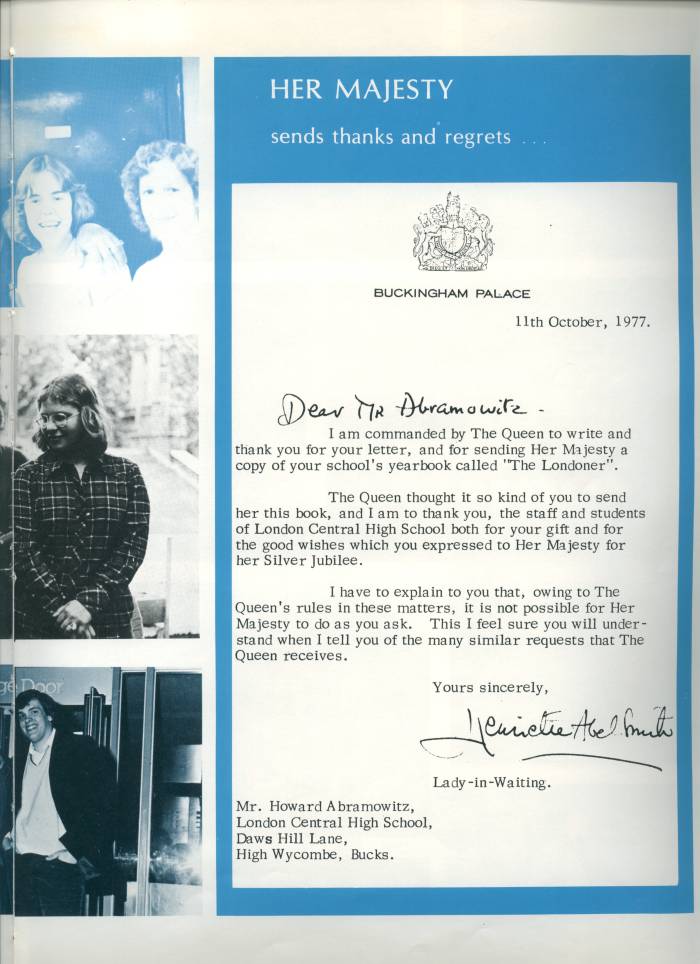 HER MAJESTY
sends thanks and regrets ...
BUCKINGHAM PALACE
11th October, 1977.
Dear Mr Abramowitz -
I am commanded by The Queen to write and
thank you for your letter, and for sending Her Majesty a
copy of your school's yearbook called "The Londoner".
The Queen thought it so kind of you to send
her this book, and I am to thank you, the staff and students
of London Central High School both for your gift and for
the good wishes which you expressed to Her Majesty for
her Silver Jubilee.
I have to explain to you that, owing to The
Queen's rules in these matters, it is not possible for Her
Majesty to do as you ask.  This I feel sure you will under-
stand when I tell you of the many similar requests that The
Queen receives.
Yours sincerely,
Henriette Abel Smith
Lady-in-Waiting.
Mr. Howard Abramowitz,
London Central High School,
Daws Hill Lane,
High Wycombe, Bucks.
Door